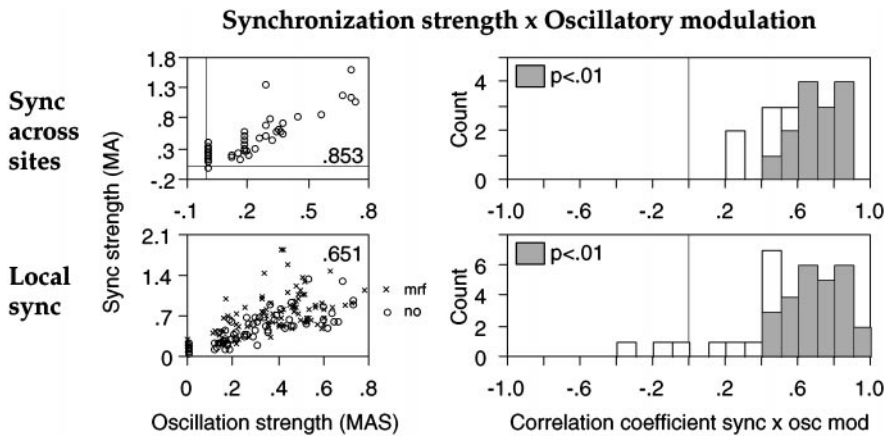 Synchronization strength x Oscillatory modulation
Sync
across
sites
Sync strength (MA)
1.8
1.3
.8
.3
-.2
.853
-.1 .2 .5 .8
Count
4
2
0
p<.01
-1.0 -.6 -.2 .2 .6 1.0
Local
sync
2.1
1.4
.7
0
.651
× mrf
○ no
0 .2 .4 .6 .8
Oscillation strength (MAS)
Count
6
4
2
0
p<.01
-1.0 -.6 -.2 .2 .6 1.0
Correlation coefficient sync x osc mod